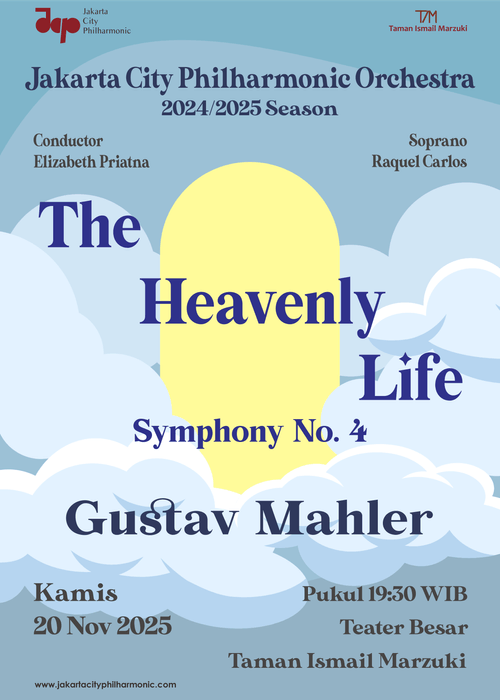 Jakarta
City
Philharmonic
Taman Ismail Marzuki
Jakarta City Philharmonic Orchestra
2024/2025 Season
Conductor
Elizabeth Priatna
Soprano
Raquel Carlos
The
Heavenly
Life
Symphony No. 4
Gustav Mahler
Kamis
20 Nov 2025
Pukul 19:30 WIB
Teater Besar
Taman Ismail Marzuki
www.jakartacityphilharmonic.com